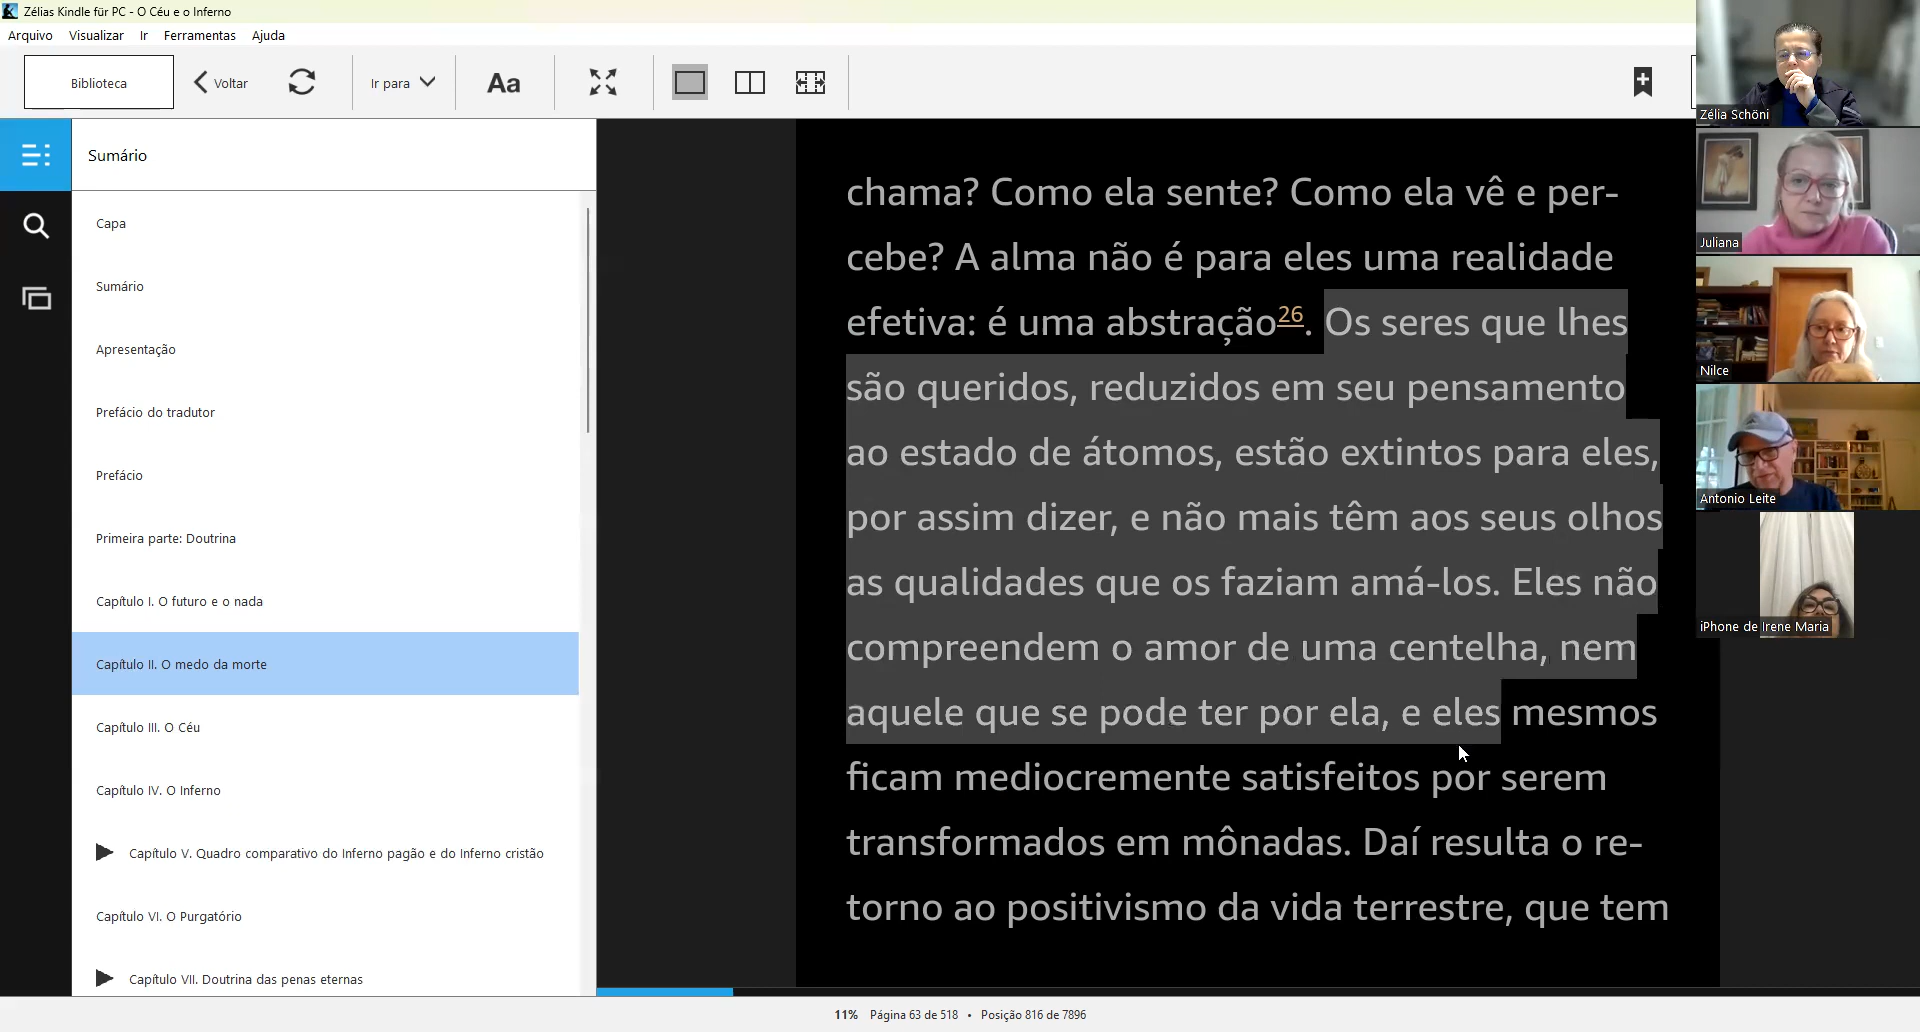 Zélias Kindle für PC - O Céu e o Inferno
Arquivo Visualizar Ir Ferramentas Ajuda
Biblioteca Voltar Ir para Aa
Sumário
Capa
Sumário
Apresentação
Prefácio do tradutor
Prefácio
Primeira parte: Doutrina
Capítulo I. O futuro e o nada
Capítulo II. O medo da morte
Capítulo III. O Céu
Capítulo IV. O Inferno
Capítulo V. Quadro comparativo do Inferno pagão e do Inferno cristão
Capítulo VI. O Purgatório
Capítulo VII. Doutrina das penas eternas
chama? Como ela sente? Como ela vê e per-
cebe? A alma não é para eles uma realidade
efetiva: é uma abstração26. Os seres que lhes
são queridos, reduzidos em seu pensamento
ao estado de átomos, estão extintos para eles,
por assim dizer, e não mais têm aos seus olhos
as qualidades que os faziam amá-los. Eles não
compreendem o amor de uma centelha, nem
aquele que se pode ter por ela, e eles mesmos
ficam mediocremente satisfeitos por serem
transformados em mônadas. Daí resulta o re-
torno ao positivismo da vida terrestre, que tem
11% Página 63 de 518 • Posição 816 de 7896
Zélia Schöni
Juliana
Nilce
Antonio Leite
iPhone de Irene Maria